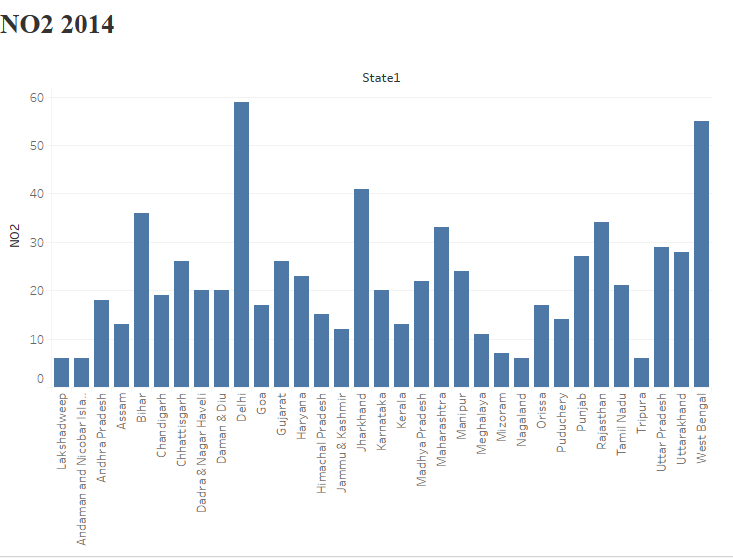 NO2 2014
State1
60
50
40
30
20
10
0
NO2
Lakshadweep
Andaman and Nicobar Isla..
Andhra Pradesh
Assam
Bihar
Chandigarh
Chhattisgarh
Dadra & Nagar Haveli
Daman & Diu
Delhi
Goa
Gujarat
Haryana
Himachal Pradesh
Jammu & Kashmir
Jharkhand
Karnataka
Kerala
Madhya Pradesh
Maharashtra
Manipur
Meghalaya
Mizoram
Nagaland
Orissa
Puduchery
Punjab
Rajasthan
Tamil Nadu
Tripura
Uttar Pradesh
Uttarakhand
West Bengal